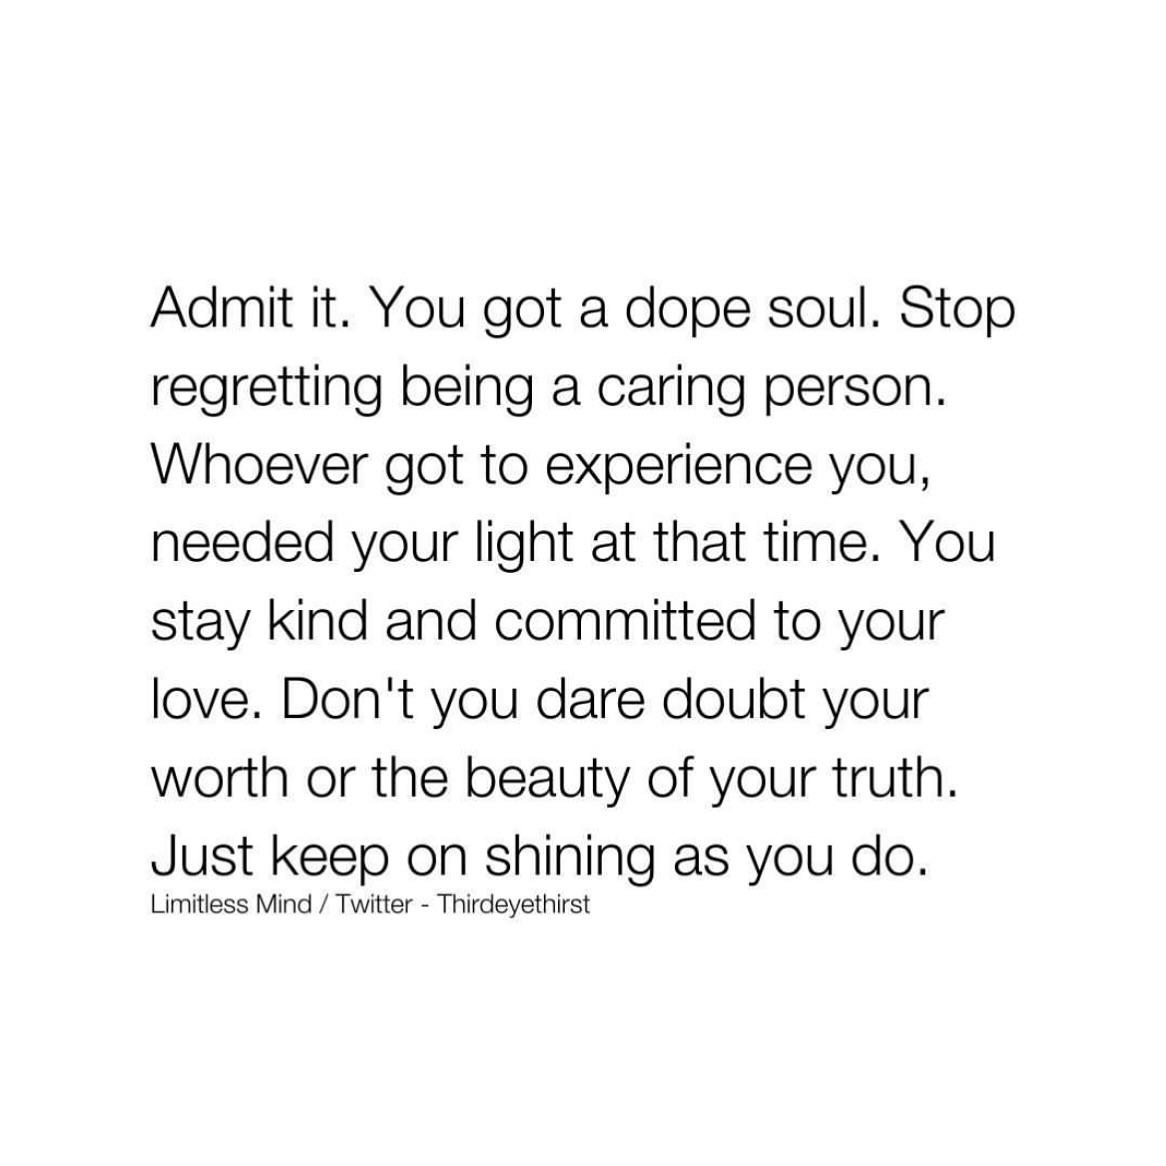 Admit it. You got a dope soul. Stop
regretting being a caring person.
Whoever got to experience you,
needed your light at that time. You
stay kind and committed to your
love. Don't you dare doubt your
worth or the beauty of your truth.
Just keep on shining as you do.
Limitless Mind / Twitter - Thirdeyethirst